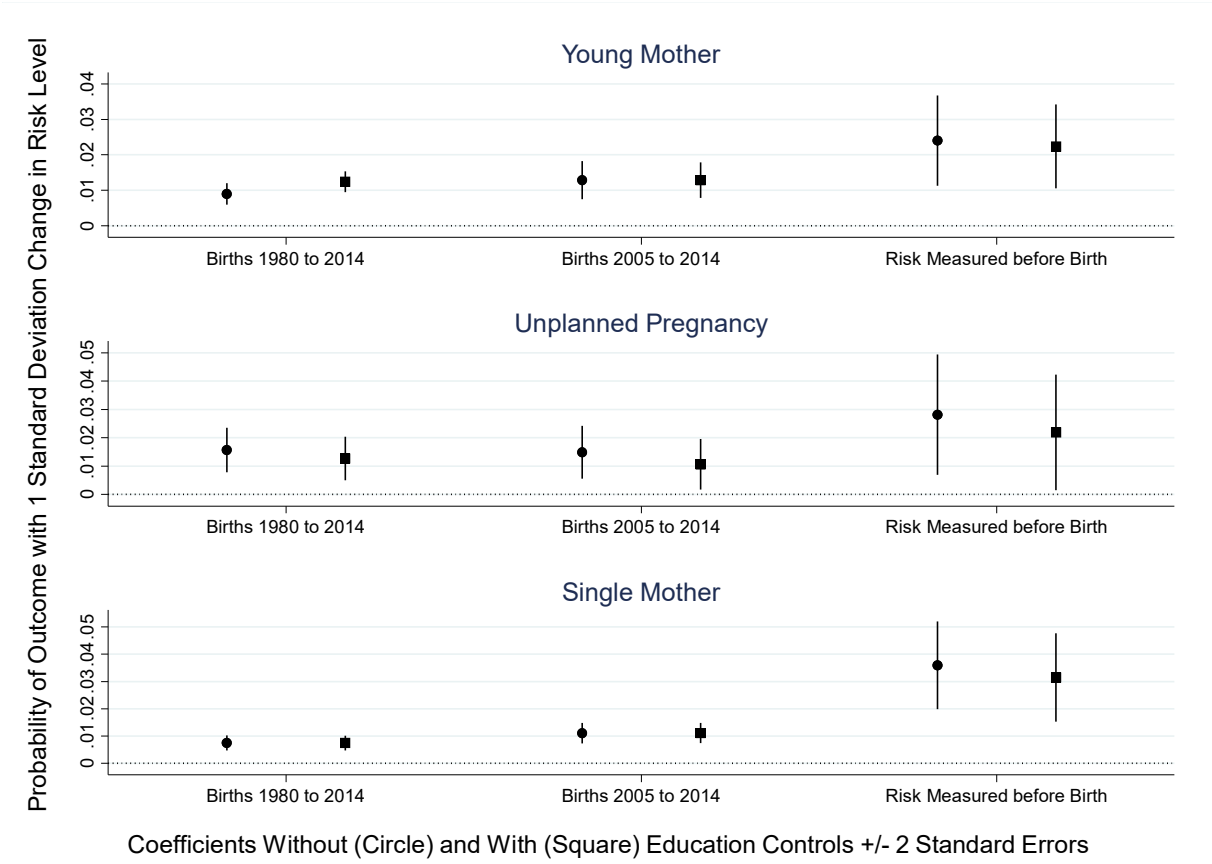 Probability of Outcome with 1 Standard Deviation Change in Risk Level
Young Mother
.04
.03
.02
.01
0
Births 1980 to 2014 Births 2005 to 2014 Risk Measured before Birth
Unplanned Pregnancy
.05
.04
.03
.02
.01
0
Births 1980 to 2014 Births 2005 to 2014 Risk Measured before Birth
Single Mother
.05
.04
.03
.02
.01
0
Births 1980 to 2014 Births 2005 to 2014 Risk Measured before Birth
Coefficients Without (Circle) and With (Square) Education Controls +/- 2 Standard Errors